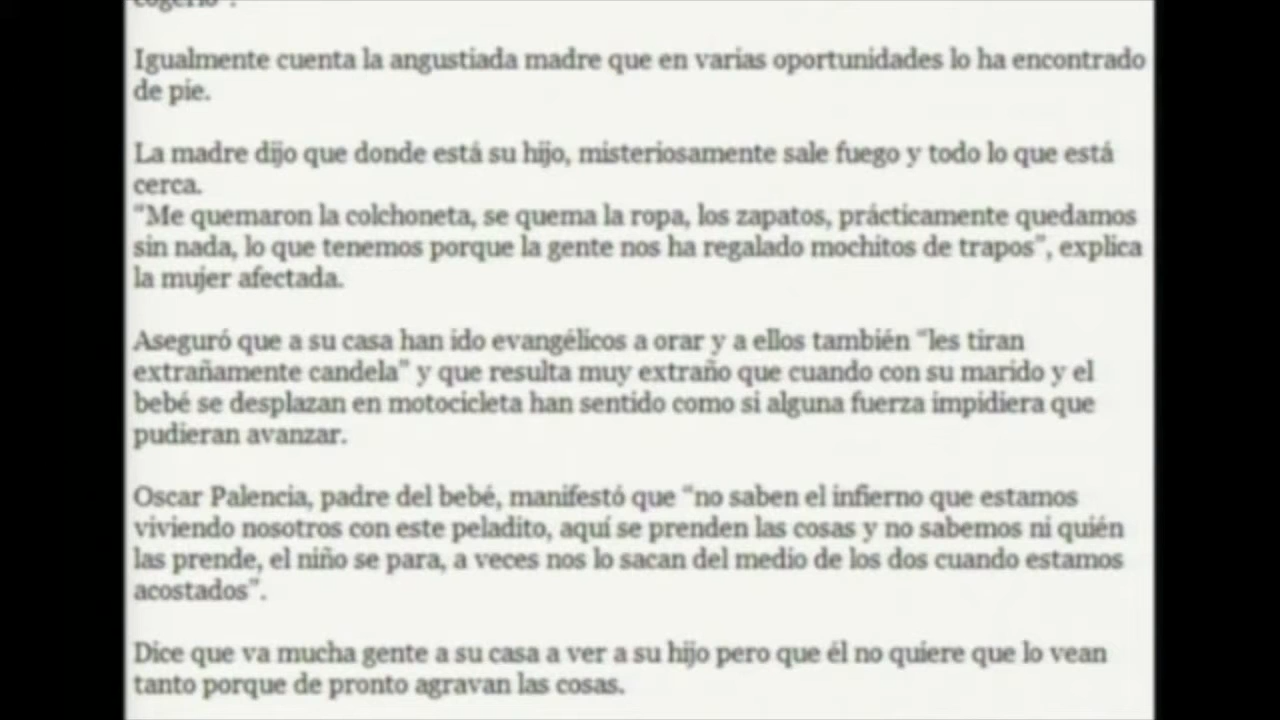 cogerlo".
Igualmente cuenta la angustiada madre que en varias oportunidades lo ha encontrado
de pie.
La madre dijo que donde está su hijo, misteriosamente sale fuego y todo lo que está
cerca.
"Me quemaron la colchoneta, se quema la ropa, los zapatos, prácticamente quedamos
sin nada, lo que tenemos porque la gente nos ha regalado mochitos de trapos", explica
la mujer afectada.
Aseguró que a su casa han ido evangélicos a orar y a ellos también "les tiran
extrañamente candela" y que resulta muy extraño que cuando con su marido y el
bebé se desplazan en motocicleta han sentido como si alguna fuerza impidiera que
pudieran avanzar.
Oscar Palencia, padre del bebé, manifestó que "no saben el infierno que estamos
viviendo nosotros con este peladito, aquí se prenden las cosas y no sabemos ni quién
las prende, el niño se para, a veces nos lo sacan del medio de los dos cuando estamos
acostados".
Dice que va mucha gente a su casa a ver a su hijo pero que él no quiere que lo vean
tanto porque de pronto agravan las cosas.